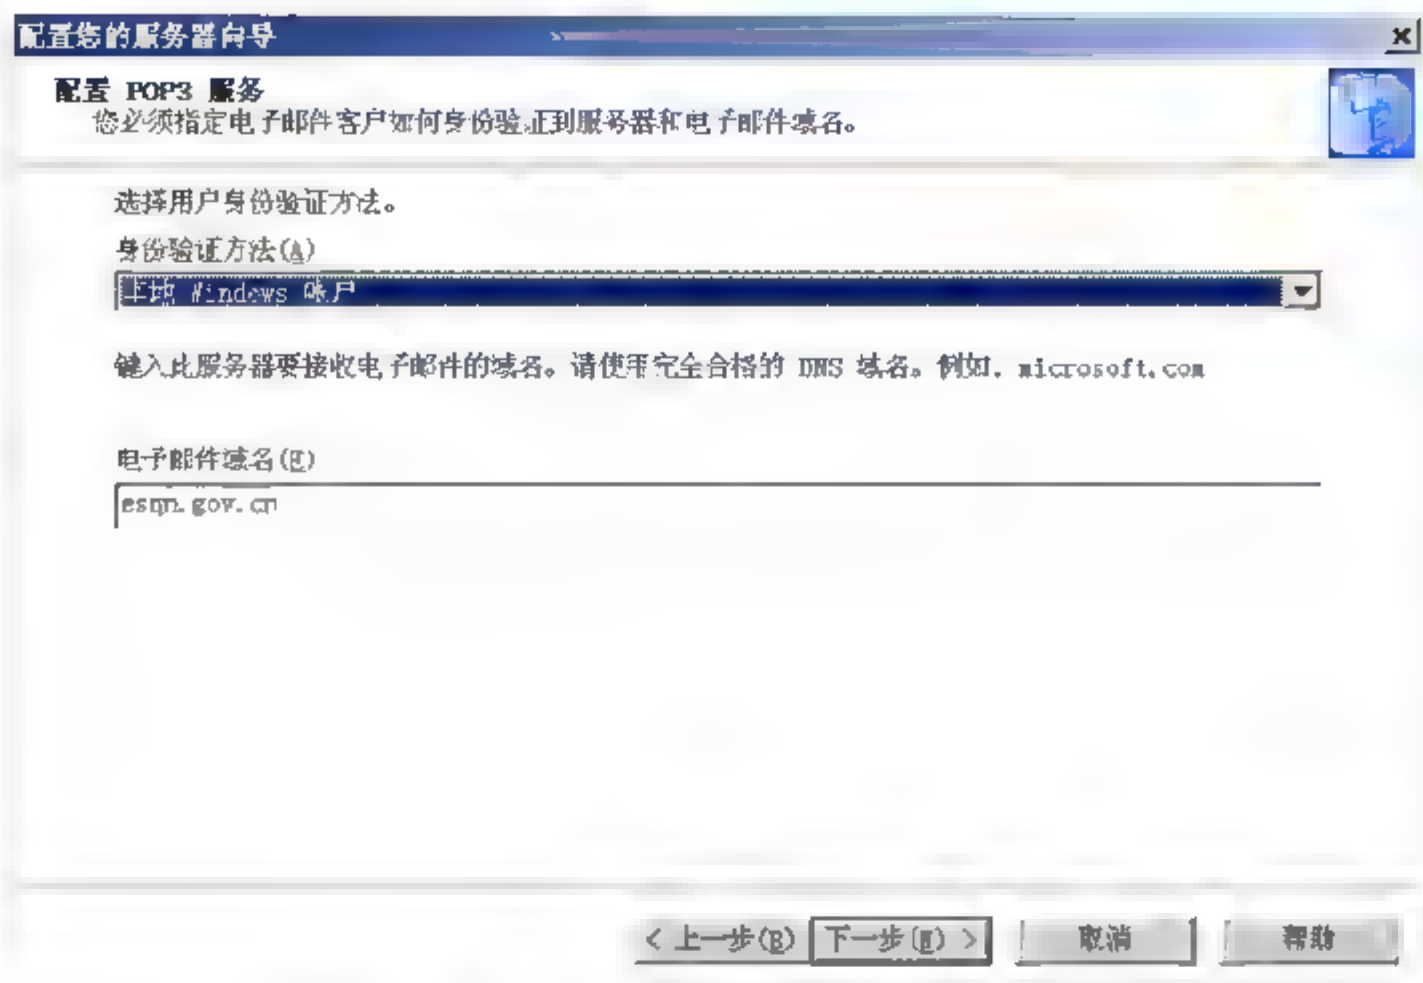 配置您的服务器向导
配置 POP3 服务
您必须指定电子邮件客户如何身份验证到服务器和电子邮件域名。
选择用户身份验证方法。
身份验证方法(A)
本地 Windows 帐户
键入此服务器要接收电子邮件的域名。请使用完全合格的 DNS 域名。例如，microsoft.com
电子邮件域名(E)
.gov.cn
< 上一步(B) 下一步(N) > 取消 帮助